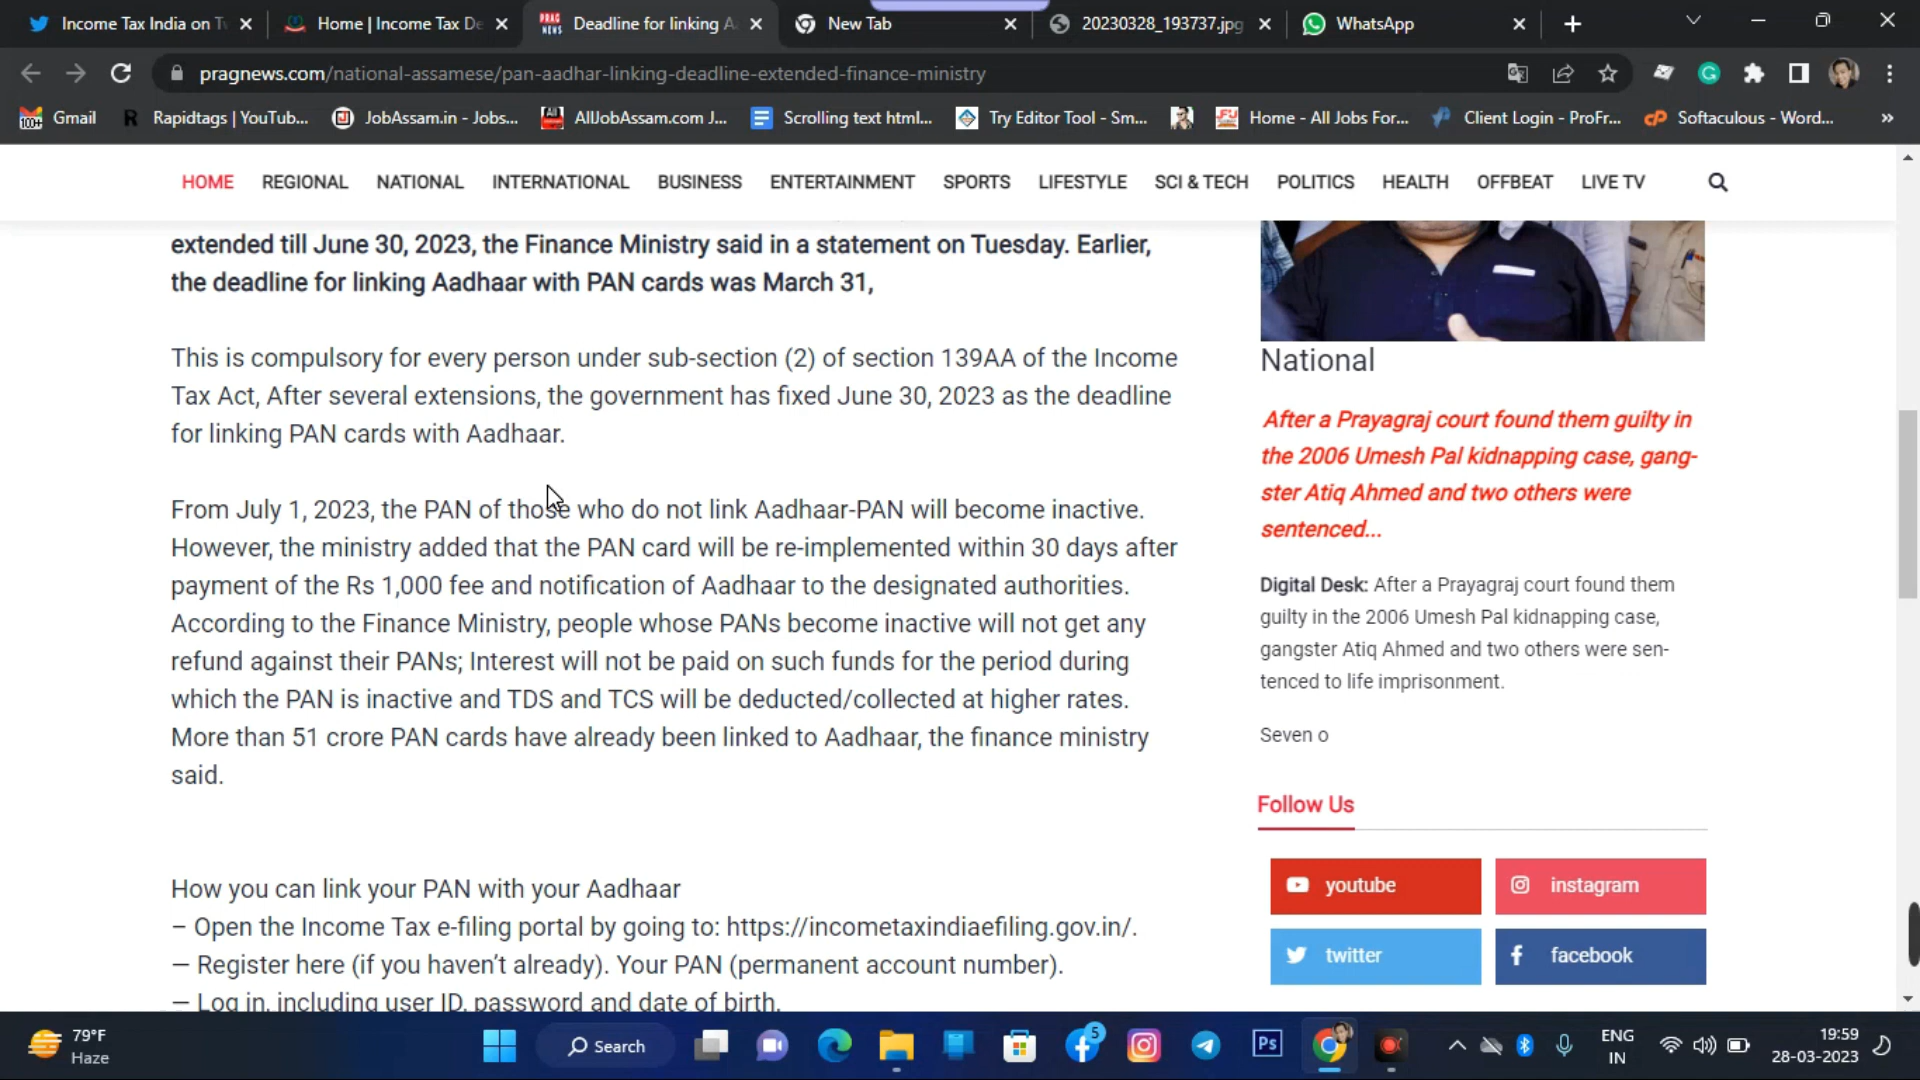 Income Tax India on T
Home | Income Tax De
PRAG NEWS
Deadline for linking A
New Tab
20230328_193737.jpg
WhatsApp
pragnews.com/national-assamese/pan-aadhar-linking-deadline-extended-finance-ministry
100+
Gmail
R
Rapidtags | YouTub...
JobAssam.in - Jobs...
All
AllJobAssam.com J...
Scrolling text html...
Try Editor Tool - Sm...
Home - All Jobs For...
Client Login - ProFr...
cP
Softaculous - Word...
»
HOME REGIONAL NATIONAL INTERNATIONAL BUSINESS ENTERTAINMENT SPORTS LIFESTYLE SCI & TECH POLITICS HEALTH OFFBEAT LIVE TV
extended till June 30, 2023, the Finance Ministry said in a statement on Tuesday. Earlier,
the deadline for linking Aadhaar with PAN cards was March 31,
This is compulsory for every person under sub-section (2) of section 139AA of the Income
Tax Act, After several extensions, the government has fixed June 30, 2023 as the deadline
for linking PAN cards with Aadhaar.
From July 1, 2023, the PAN of those who do not link Aadhaar-PAN will become inactive.
However, the ministry added that the PAN card will be re-implemented within 30 days after
payment of the Rs 1,000 fee and notification of Aadhaar to the designated authorities.
According to the Finance Ministry, people whose PANs become inactive will not get any
refund against their PANs; Interest will not be paid on such funds for the period during
which the PAN is inactive and TDS and TCS will be deducted/collected at higher rates.
More than 51 crore PAN cards have already been linked to Aadhaar, the finance ministry
said.
How you can link your PAN with your Aadhaar
– Open the Income Tax e-filing portal by going to: https://incometaxindiaefiling.gov.in/.
— Register here (if you haven't already). Your PAN (permanent account number).
— Log in, including user ID, password and date of birth.
National
After a Prayagraj court found them guilty in
the 2006 Umesh Pal kidnapping case, gang-
ster Atiq Ahmed and two others were
sentenced...
Digital Desk: After a Prayagraj court found them
guilty in the 2006 Umesh Pal kidnapping case,
gangster Atiq Ahmed and two others were sen-
tenced to life imprisonment.
Seven o
Follow Us
youtube
instagram
twitter
facebook
79°F
Haze
Search
5
Ps
ENG
IN
19:59
28-03-2023